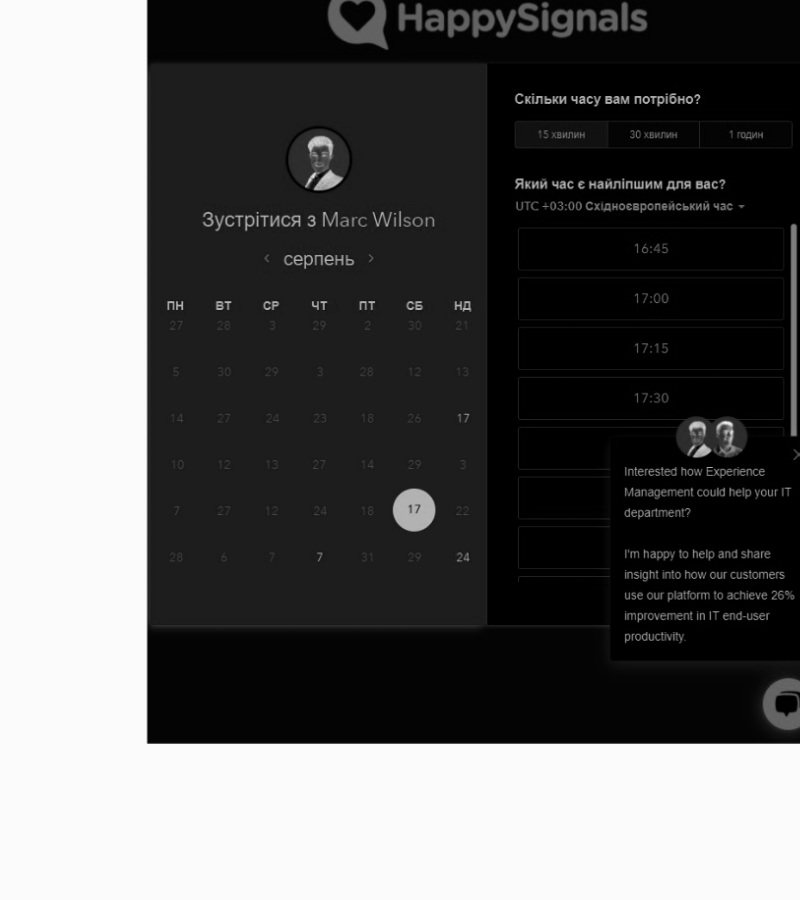 HappySignals
Зустрітися з Marc Wilson
серпень
ПН ВТ СР ЧТ ПТ СБ НД
27 28 3 29 2 30 21
5 30 29 3 28 12 13
14 27 24 23 18 26 17
10 12 13 27 14 29 3
7 27 12 24 18 17 22
28 6 7 7 31 29 24
Скільки часу вам потрібно?
15 хвилин 30 хвилин 1 годин
Який час є найліпшим для вас?
UTC +03:00 Східноєвропейський час
16:45
17:00
17:15
17:30
Interested how Experience
Management could help your IT
department?
I'm happy to help and share
insight into how our customers
use our platform to achieve 26%
improvement in IT end-user
productivity.